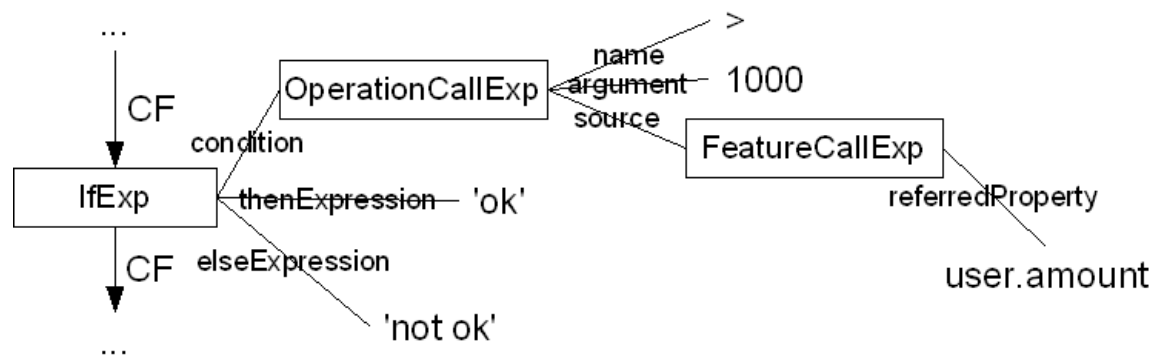 ...
>
name
OperationCallExp
argument
1000
CF
source
condition
FeatureCallExp
IfExp
thenExpression
'ok'
referredProperty
CF
elseExpression
user.amount
'not ok'
...